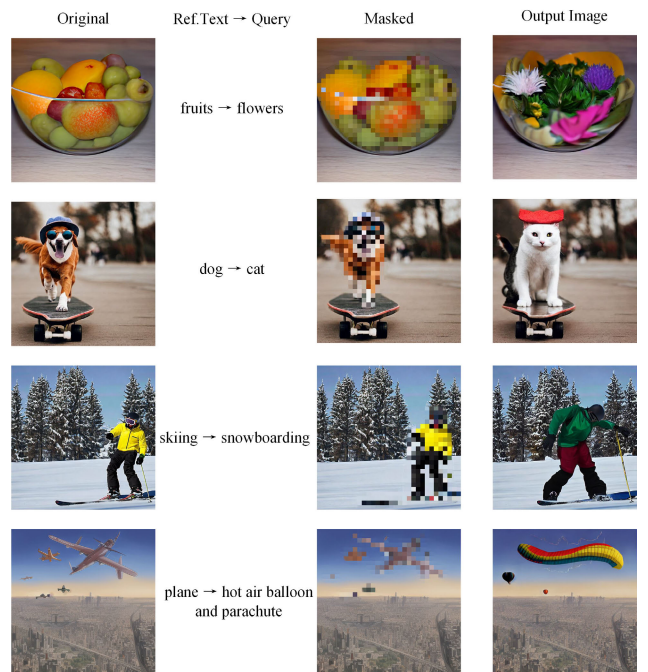 Original Ref.Text → Query Masked Output Image
fruits → flowers
dog → cat
skiing → snowboarding
plane → hot air balloon
and parachute